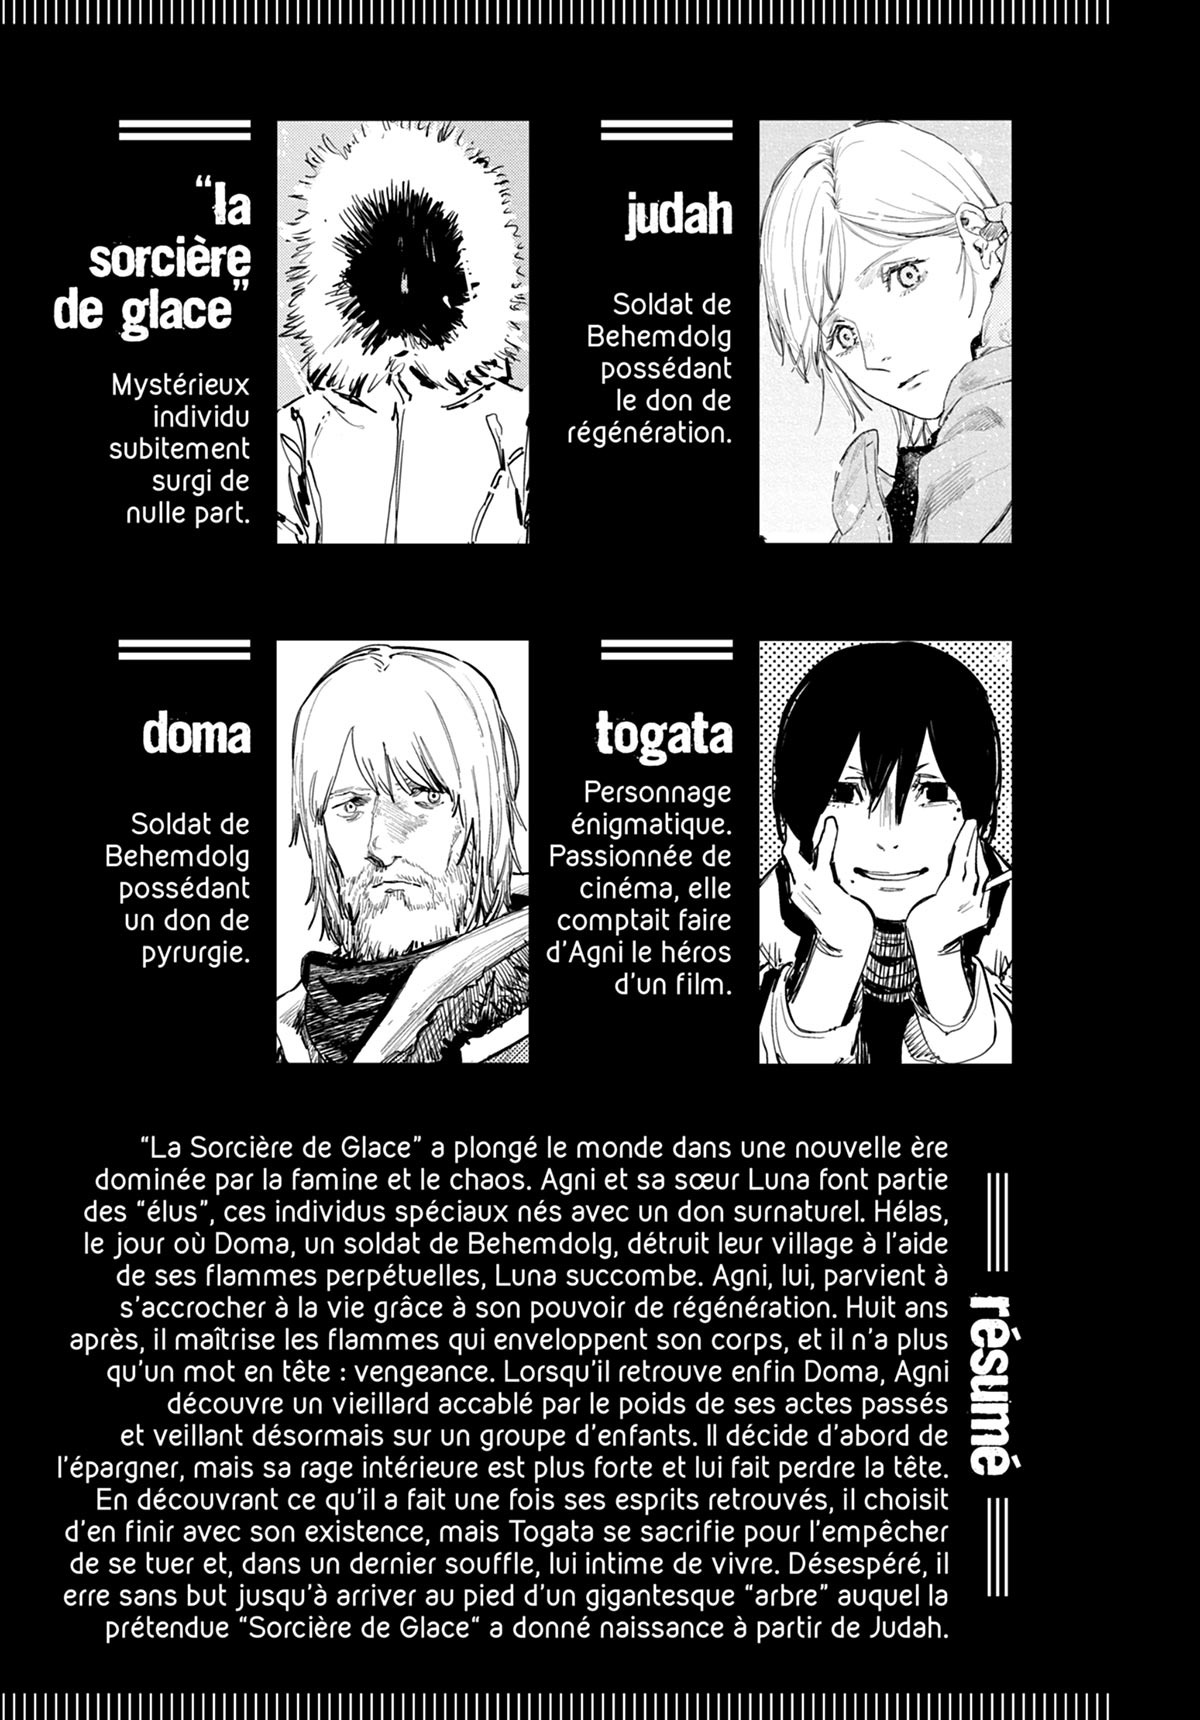 “la
sorcière
de glace”
Mystérieux
individu
subitement
surgi de
nulle part.
judah
Soldat de
Behemdolg
possédant
le don de
régénération.
doma
Soldat de
Behemdolg
possédant
un don de
pyrurgie.
togata
Personnage
énigmatique.
Passionnée de
cinéma, elle
comptait faire
d’Agni le héros
d’un film.
résumé
“La Sorcière de Glace” a plongé le monde dans une nouvelle ère
dominée par la famine et le chaos. Agni et sa sœur Luna font partie
des “élus”, ces individus spéciaux nés avec un don surnaturel. Hélas,
le jour où Doma, un soldat de Behemdolg, détruit leur village à l’aide
de ses flammes perpétuelles, Luna succombe. Agni, lui, parvient à
s’accrocher à la vie grâce à son pouvoir de régénération. Huit ans
après, il maîtrise les flammes qui enveloppent son corps, et il n’a plus
qu’un mot en tête : vengeance. Lorsqu’il retrouve enfin Doma, Agni
découvre un vieillard accablé par le poids de ses actes passés
et veillant désormais sur un groupe d’enfants. Il décide d’abord de
l’épargner, mais sa rage intérieure est plus forte et lui fait perdre la tête.
En découvrant ce qu’il a fait une fois ses esprits retrouvés, il choisit
d’en finir avec son existence, mais Togata se sacrifie pour l’empêcher
de se tuer et, dans un dernier souffle, lui intime de vivre. Désespéré, il
erre sans but jusqu’à arriver au pied d’un gigantesque “arbre” auquel la
prétendue “Sorcière de Glace“ a donné naissance à partir de Judah.